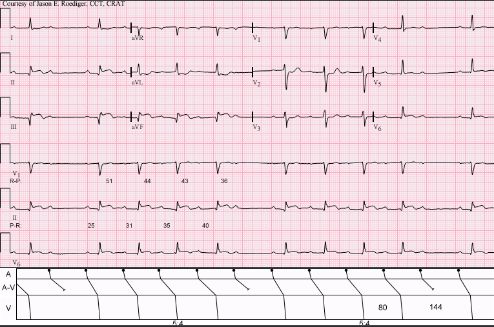 Courtesy of Jason E. Roediger, CCT, CRAT
I aVR V1 V4
II aVL V2 V5
III aVF V3 V6
V1
R-P 51 44 43 36
II
P-R 25 31 35 40
V6
A
A-V
V 80 144
5:4 5:4